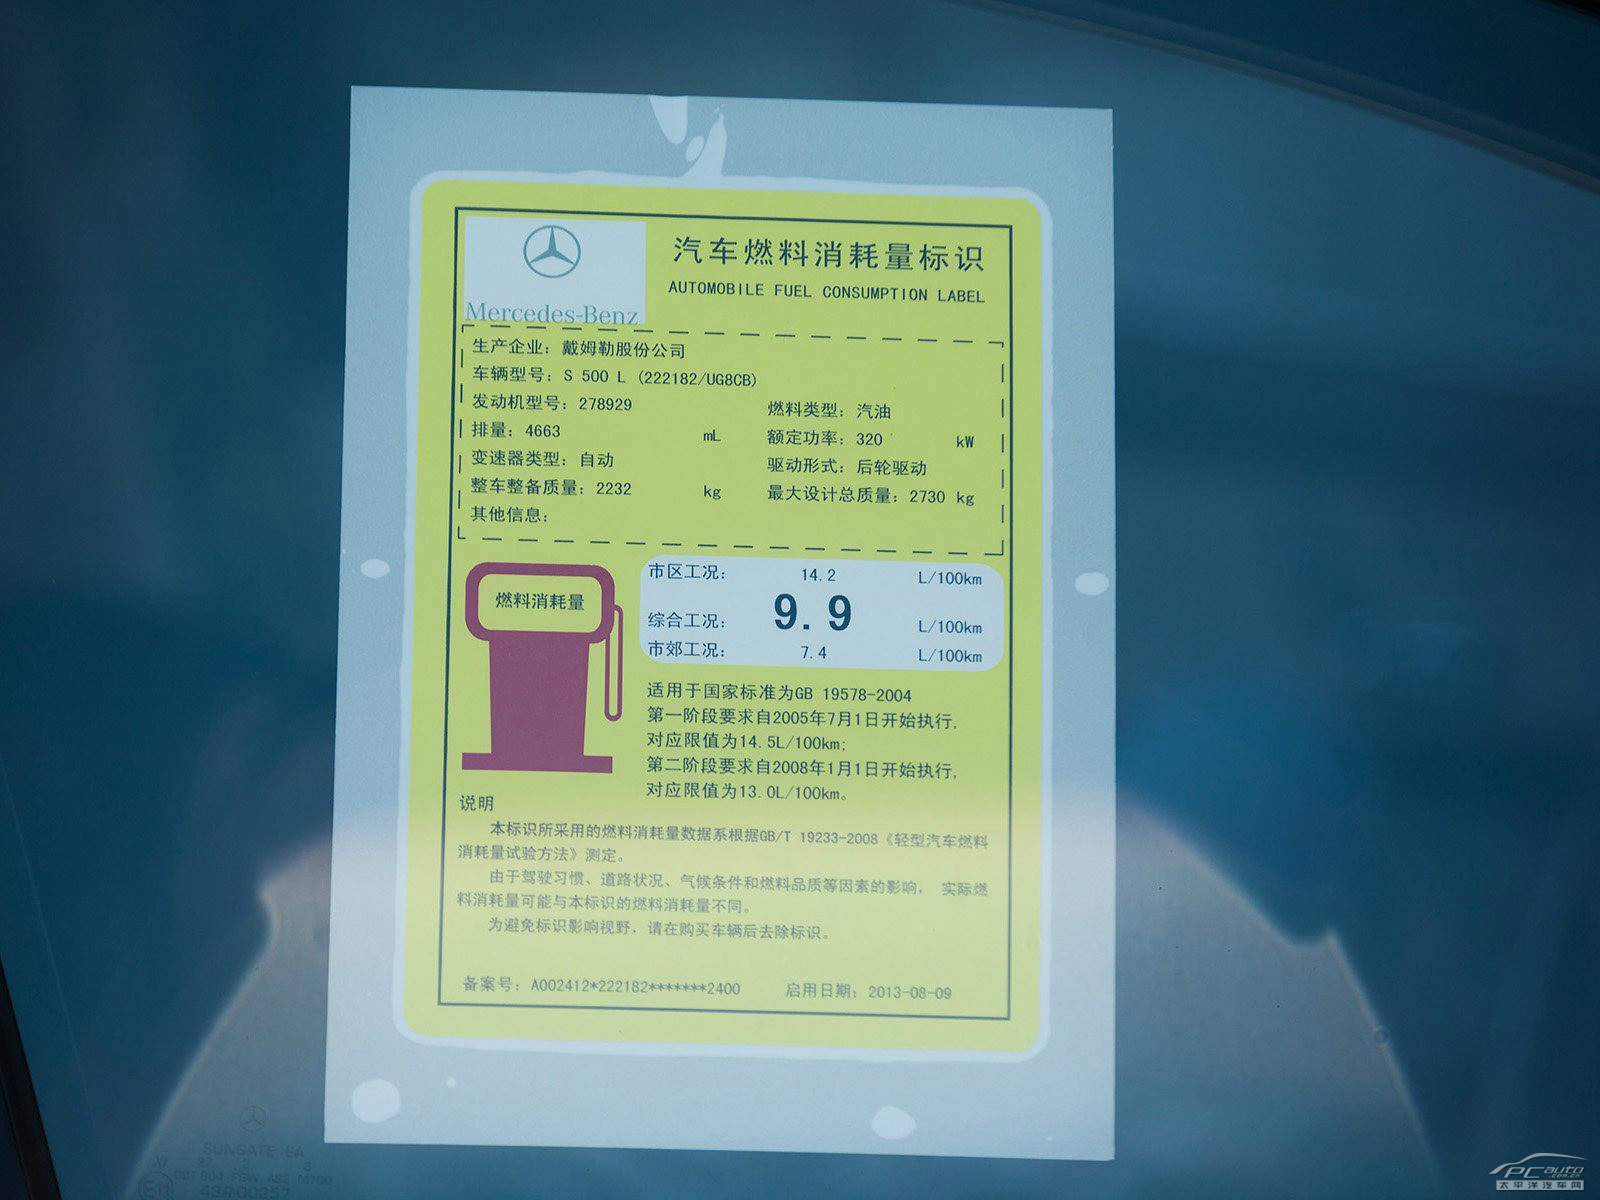 Mercedes-Benz
汽车燃料消耗量标识
AUTOMOBILE FUEL CONSUMPTION LABEL
生产企业：戴姆勒股份公司
车辆型号：S 500 L (222182/UG8CB)
发动机型号：278929 燃料类型：汽油
排量：4663 mL 额定功率：320 kW
变速器类型：自动 驱动形式：后轮驱动
整车整备质量：2232 kg 最大设计总质量：2730 kg
其他信息：
燃料消耗量
市区工况： 14.2 L/100km
综合工况： 9.9 L/100km
市郊工况： 7.4 L/100km
适用于国家标准为GB 19578-2004
第一阶段要求自2005年7月1日开始执行，
对应限值为14.5L/100km;
第二阶段要求自2008年1月1日开始执行，
对应限值为13.0L/100km。
说明
本标识所采用的燃料消耗量数据系根据GB/T 19233-2008《轻型汽车燃料
消耗量试验方法》测定。
由于驾驶习惯、道路状况、气候条件和燃料品质等因素的影响， 实际燃
料消耗量可能与本标识的燃料消耗量不同。
为避免标识影响视野，请在购买车辆后去除标识。
备案号：A002412*222182*******2400 启用日期：2013-08-09
SUNGATE
PCauto
.com.cn
太平洋汽车网